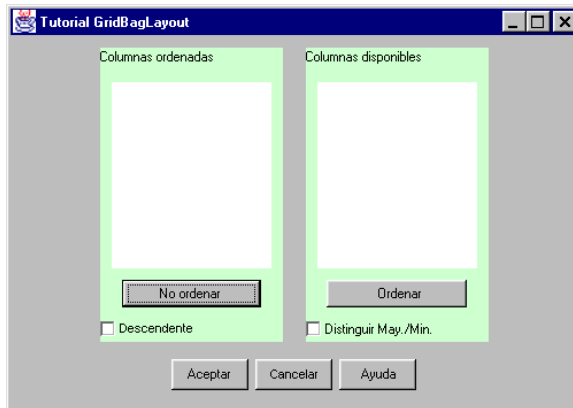 Tutorial GridBagLayout
Columnas ordenadas
Columnas disponibles
No ordenar
Ordenar
Descendente
Distinguir May./Min.
Aceptar
Cancelar
Ayuda